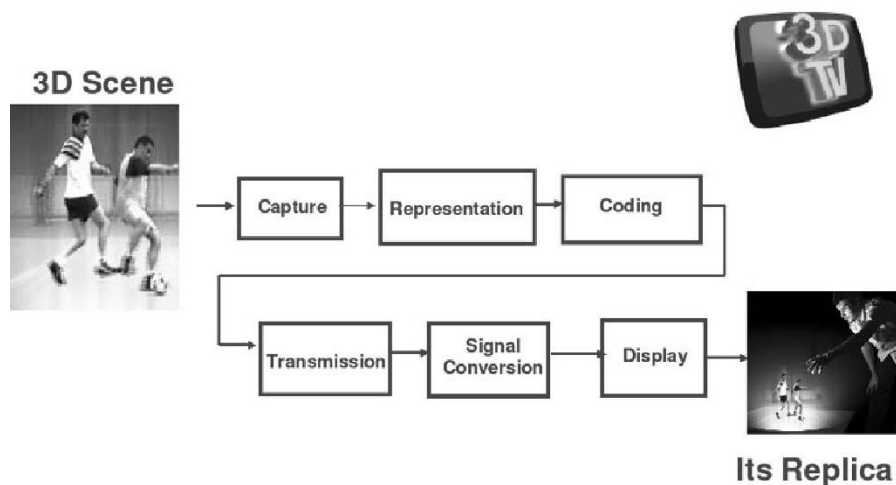 3D
TV
3D Scene
Capture
Representation
Coding
Transmission
Signal
Conversion
Display
Its Replica